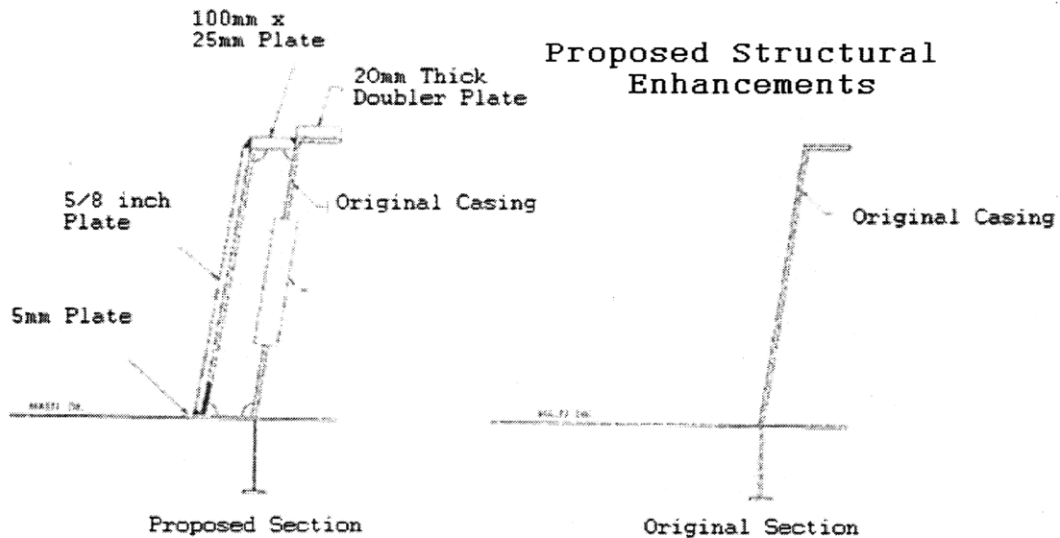 100mm x
25mm Plate
Proposed Structural
Enhancements
20mm Thick
Doubler Plate
5/8 inch
Plate
Original Casing
Original Casing
5mm Plate
Proposed Section
Original Section